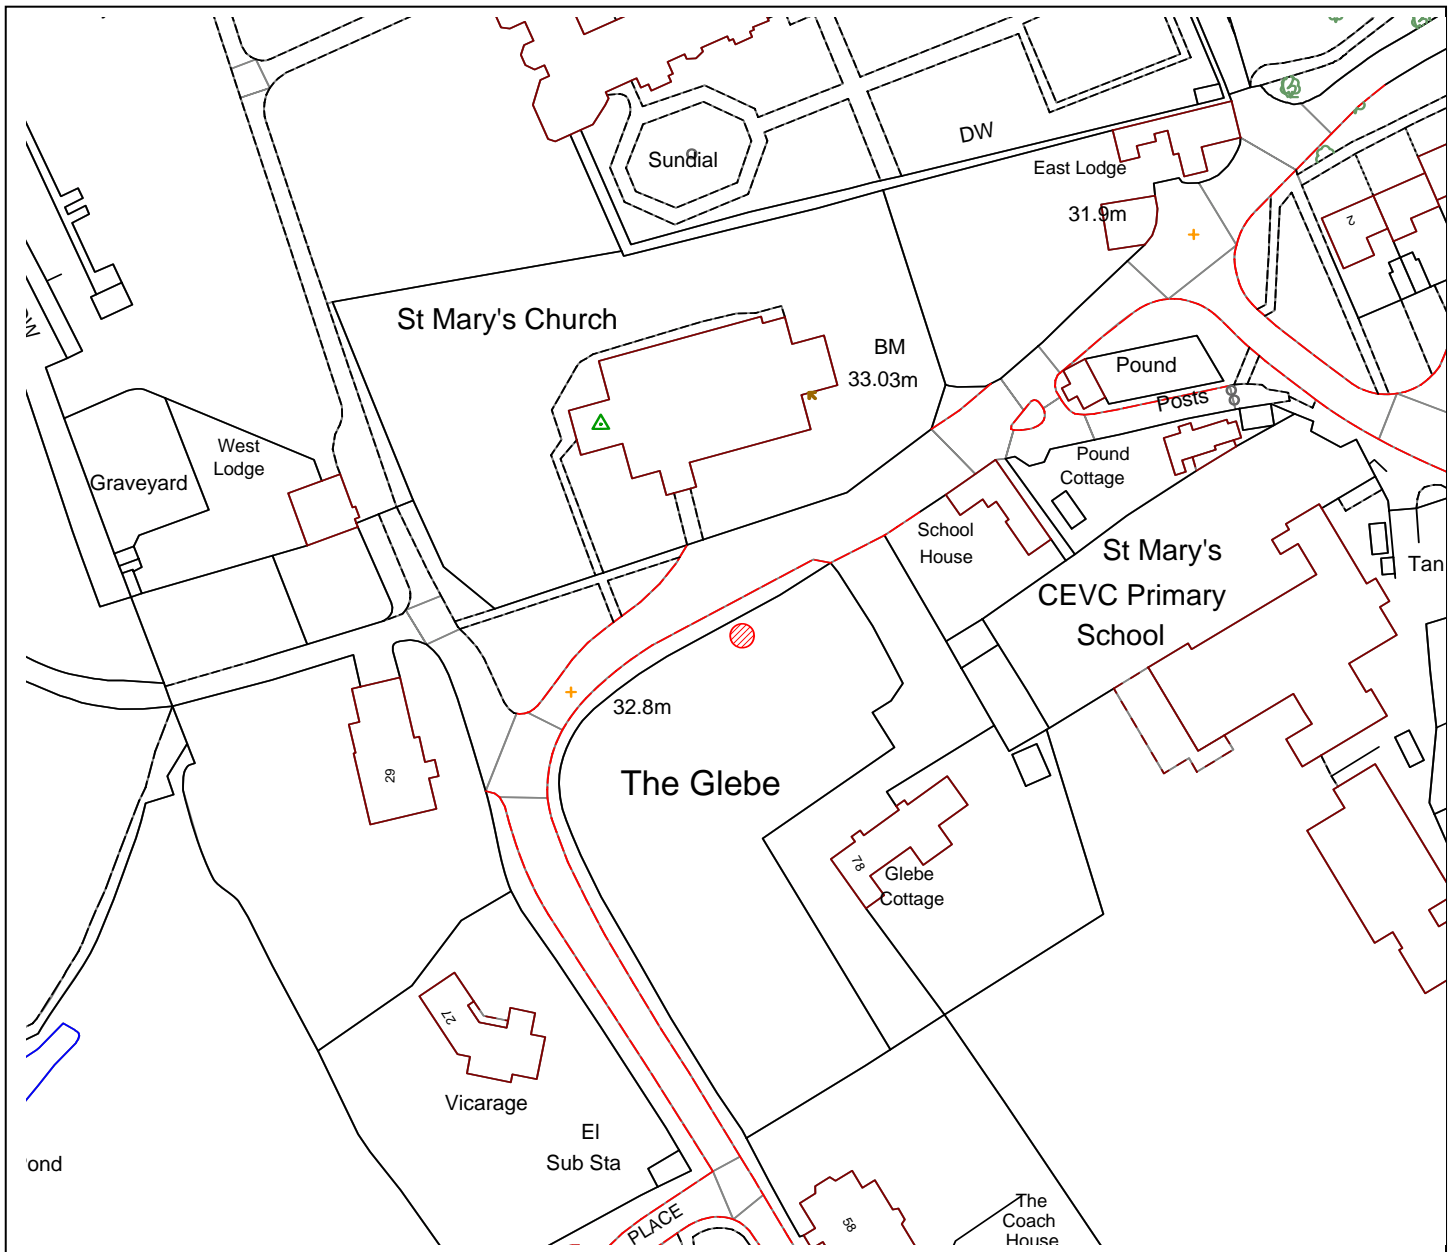 DW
Sundial
East Lodge
31.9m
2
St Mary's Church
BM
33.03m
Pound
Posts
West
Lodge
Graveyard
Pound
Cottage
School
House
St Mary's
CEVC Primary
School
Tan
32.8m
29
The Glebe
78
Glebe
Cottage
27
Vicarage
El
Sub Sta
ond
PLACE
58
The
Coach
House